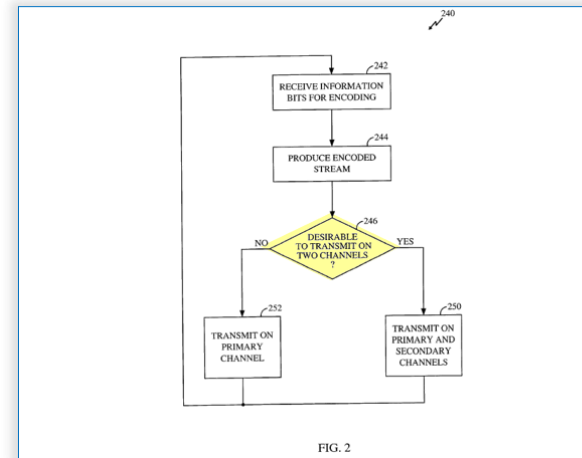 240
242
RECEIVE INFORMATION
BITS FOR ENCODING
244
PRODUCE ENCODED
STREAM
246
DESIRABLE
TO TRANSMIT ON
TWO CHANNELS
?
NO
YES
252
TRANSMIT ON
PRIMARY
CHANNEL
250
TRANSMIT ON
PRIMARY AND
SECONDARY
CHANNELS
FIG. 2